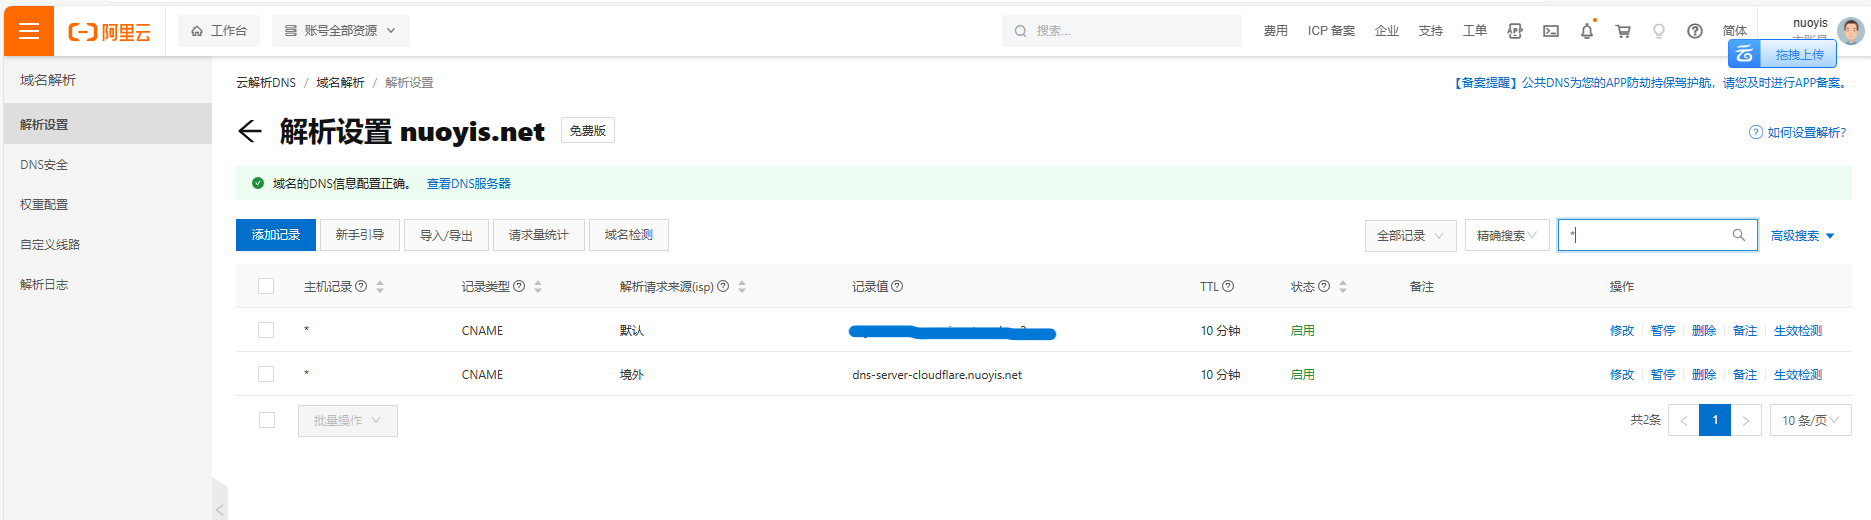 阿里云
工作台
账号全部资源
搜索...
费用
ICP 备案
企业
支持
工单
简体
nuoyis
拖拽上传
域名解析
解析设置
DNS安全
权重配置
自定义线路
解析日志
云解析DNS / 域名解析 / 解析设置
【备案提醒】公共DNS为您的APP防劫持保驾护航，请您及时进行APP备案。
解析设置 nuoyis.net 免费版
如何设置解析？
域名的DNS信息配置正确。 查看DNS服务器
添加记录 新手引导 导入/导出 请求量统计 域名检测 全部记录 精确搜索 * 高级搜索
主机记录 记录类型 解析请求来源(isp) 记录值 TTL 状态 备注 操作
* CNAME 默认 10 分钟 启用 修改 暂停 删除 备注 生效检测
* CNAME 境外 dns-server-cloudflare.nuoyis.net 10 分钟 启用 修改 暂停 删除 备注 生效检测
批量操作 共2条 < 1 > 10 条/页